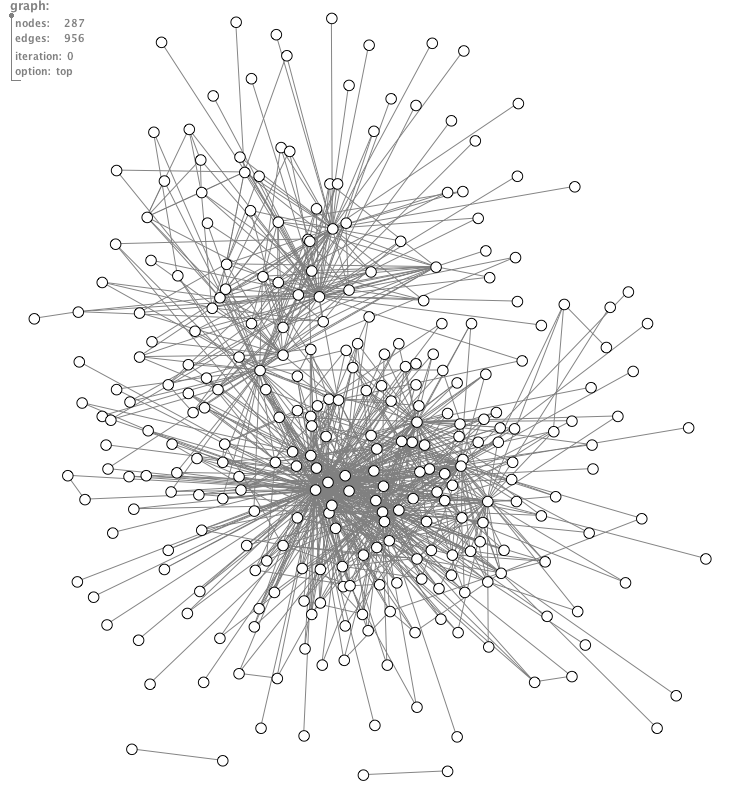 graph:
nodes: 287
edges: 956
iteration: 0
option: top